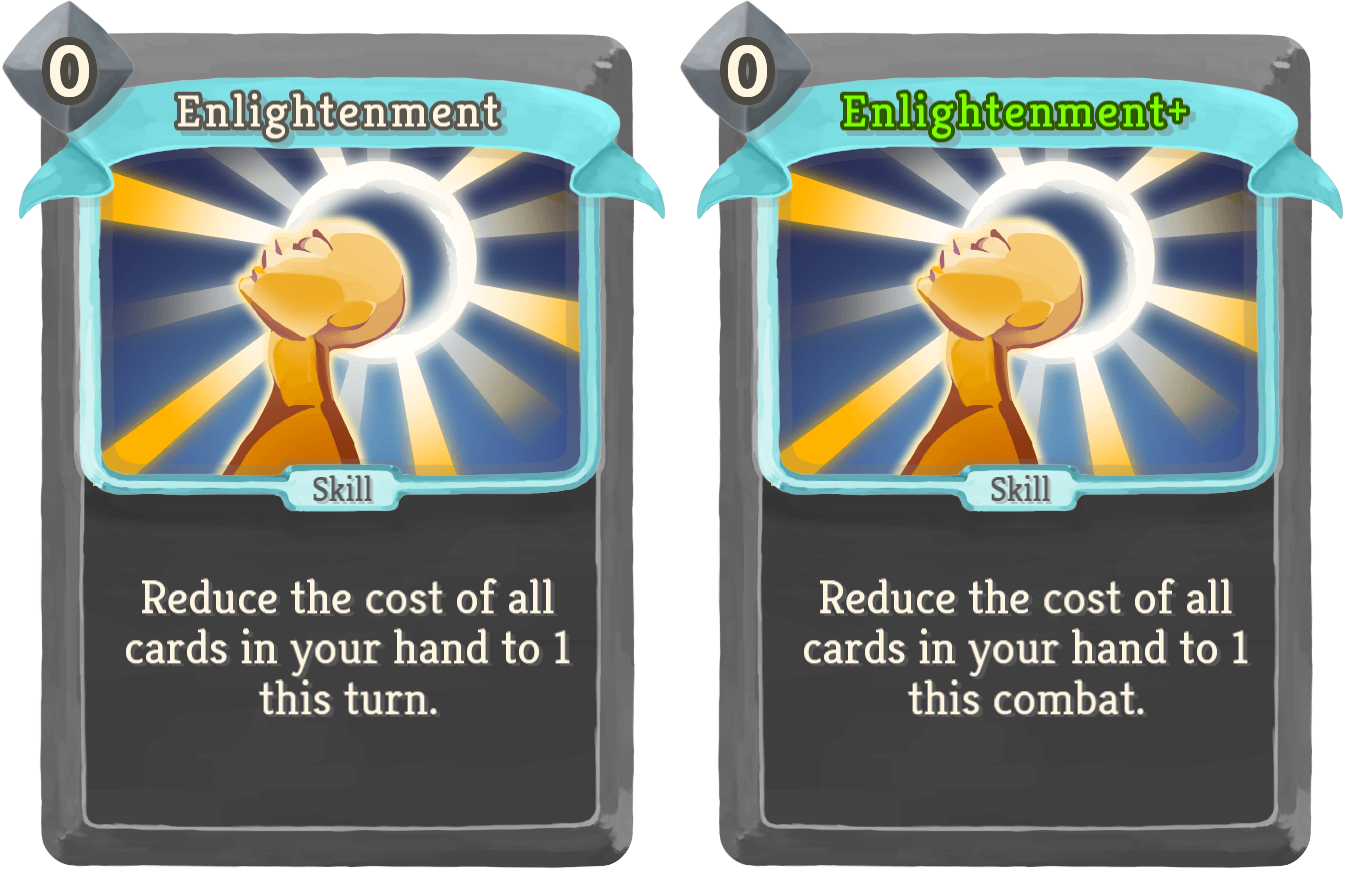 0
Enlightenment
Skill
Reduce the cost of all
cards in your hand to 1
this turn.
0
Enlightenment+
Skill
Reduce the cost of all
cards in your hand to 1
this combat.